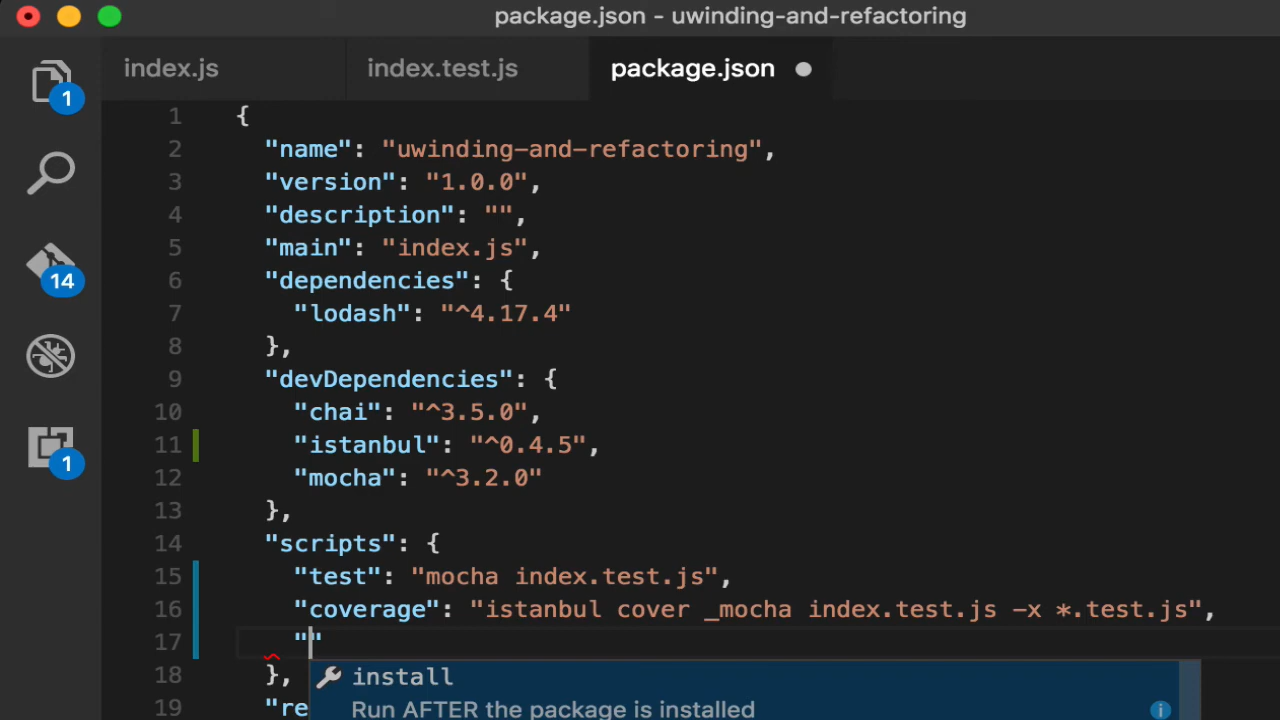 package.json - uwinding-and-refactoring
index.js index.test.js package.json
1
14
1
1 {
2 "name": "uwinding-and-refactoring",
3 "version": "1.0.0",
4 "description": "",
5 "main": "index.js",
6 "dependencies": {
7 "lodash": "^4.17.4"
8 },
9 "devDependencies": {
10 "chai": "^3.5.0",
11 "istanbul": "^0.4.5",
12 "mocha": "^3.2.0"
13 },
14 "scripts": {
15 "test": "mocha index.test.js",
16 "coverage": "istanbul cover _mocha index.test.js -x *.test.js",
17 ""
18 },
install
19 "re
Run AFTER the package is installed